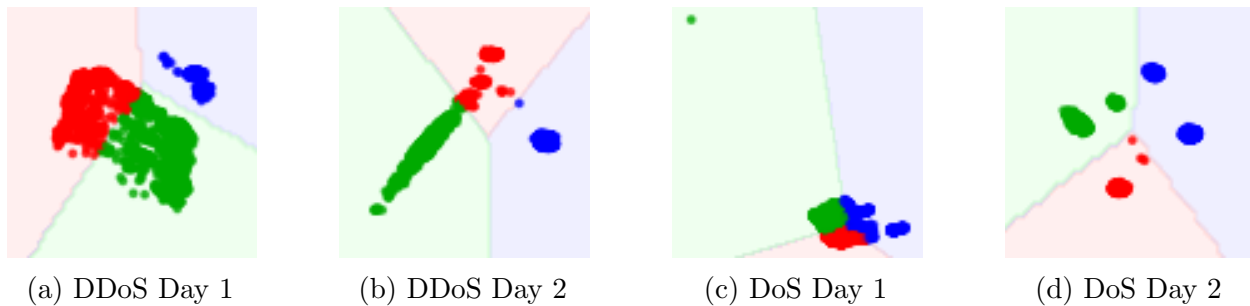 (a) DDoS Day 1
(b) DDoS Day 2
(c) DoS Day 1
(d) DoS Day 2